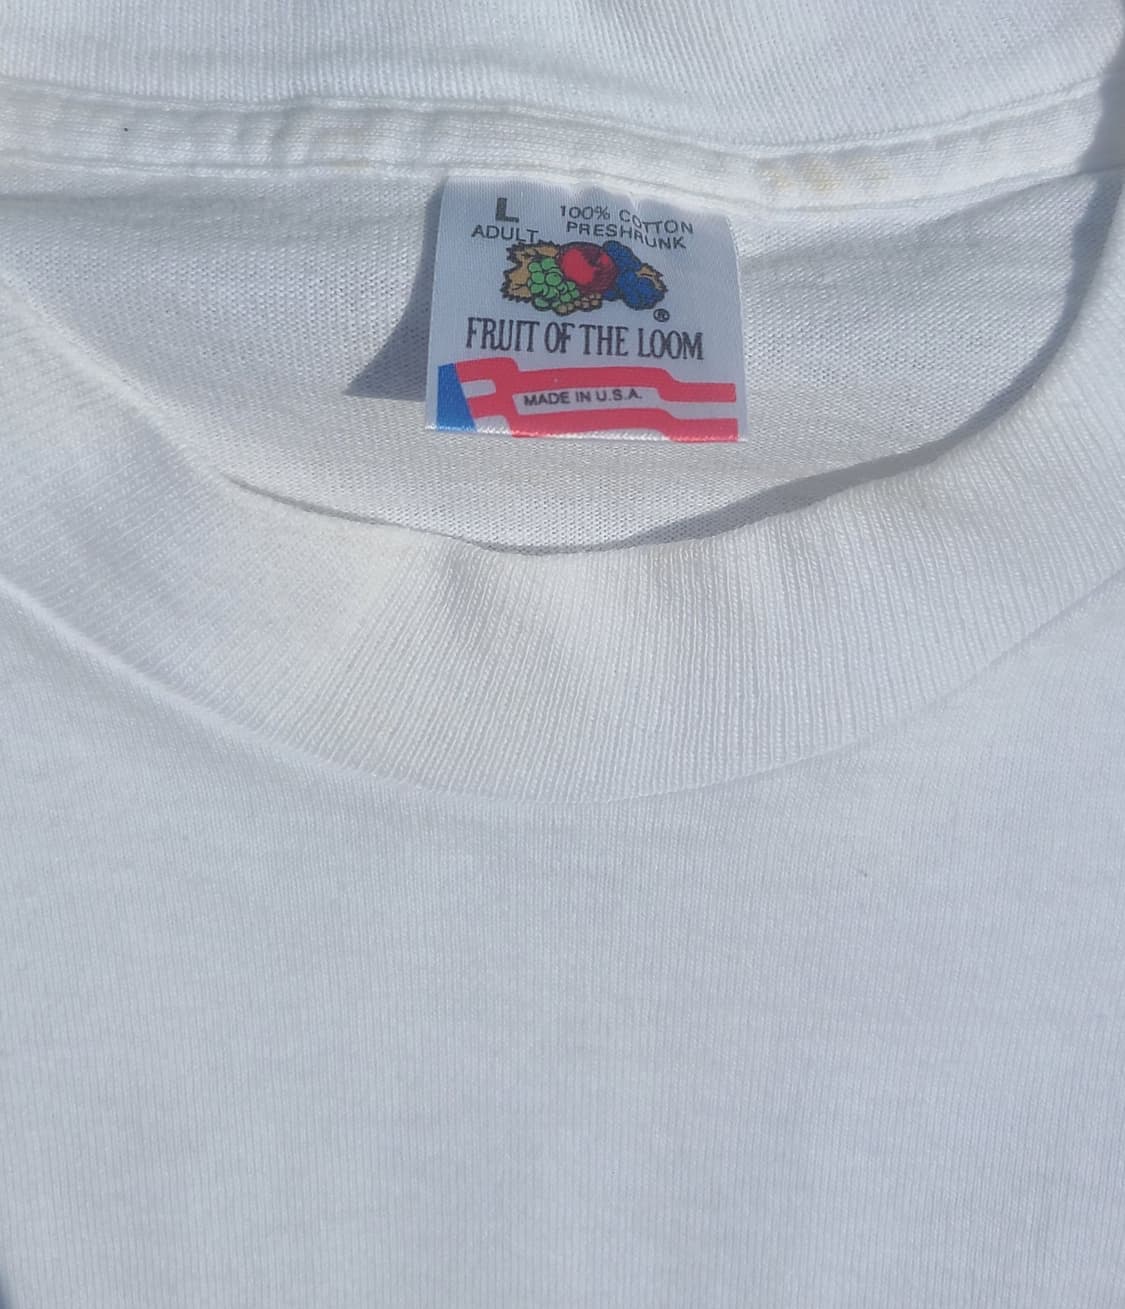 L
ADULT
100% COTTON
PRESHRUNK
®
FRUIT OF THE LOOM
MADE IN U.S.A.